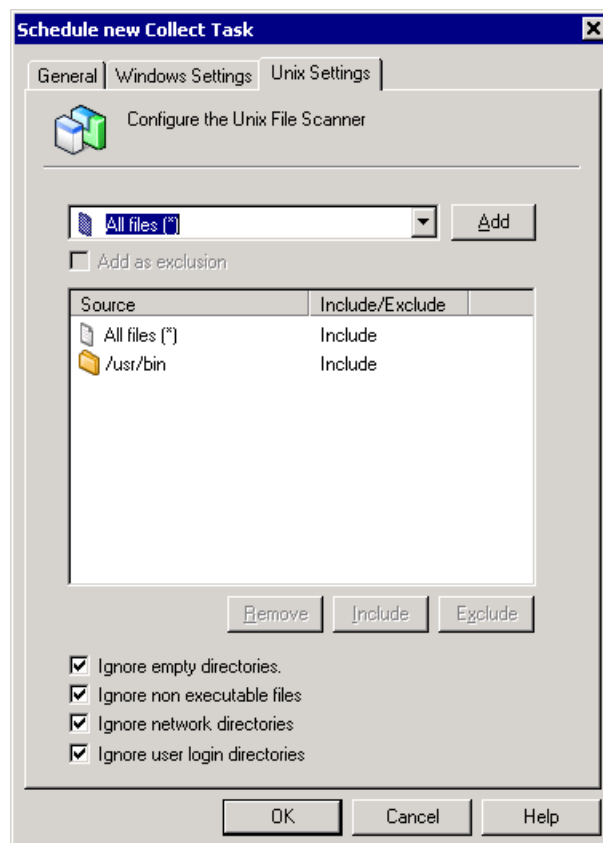 Schedule new Collect Task
General Windows Settings Unix Settings
Configure the Unix File Scanner
All files (*) Add
Add as exclusion
Source Include/Exclude
All files (*) Include
/usr/bin Include
Remove Include Exclude
Ignore empty directories.
Ignore non executable files
Ignore network directories
Ignore user login directories
OK Cancel Help